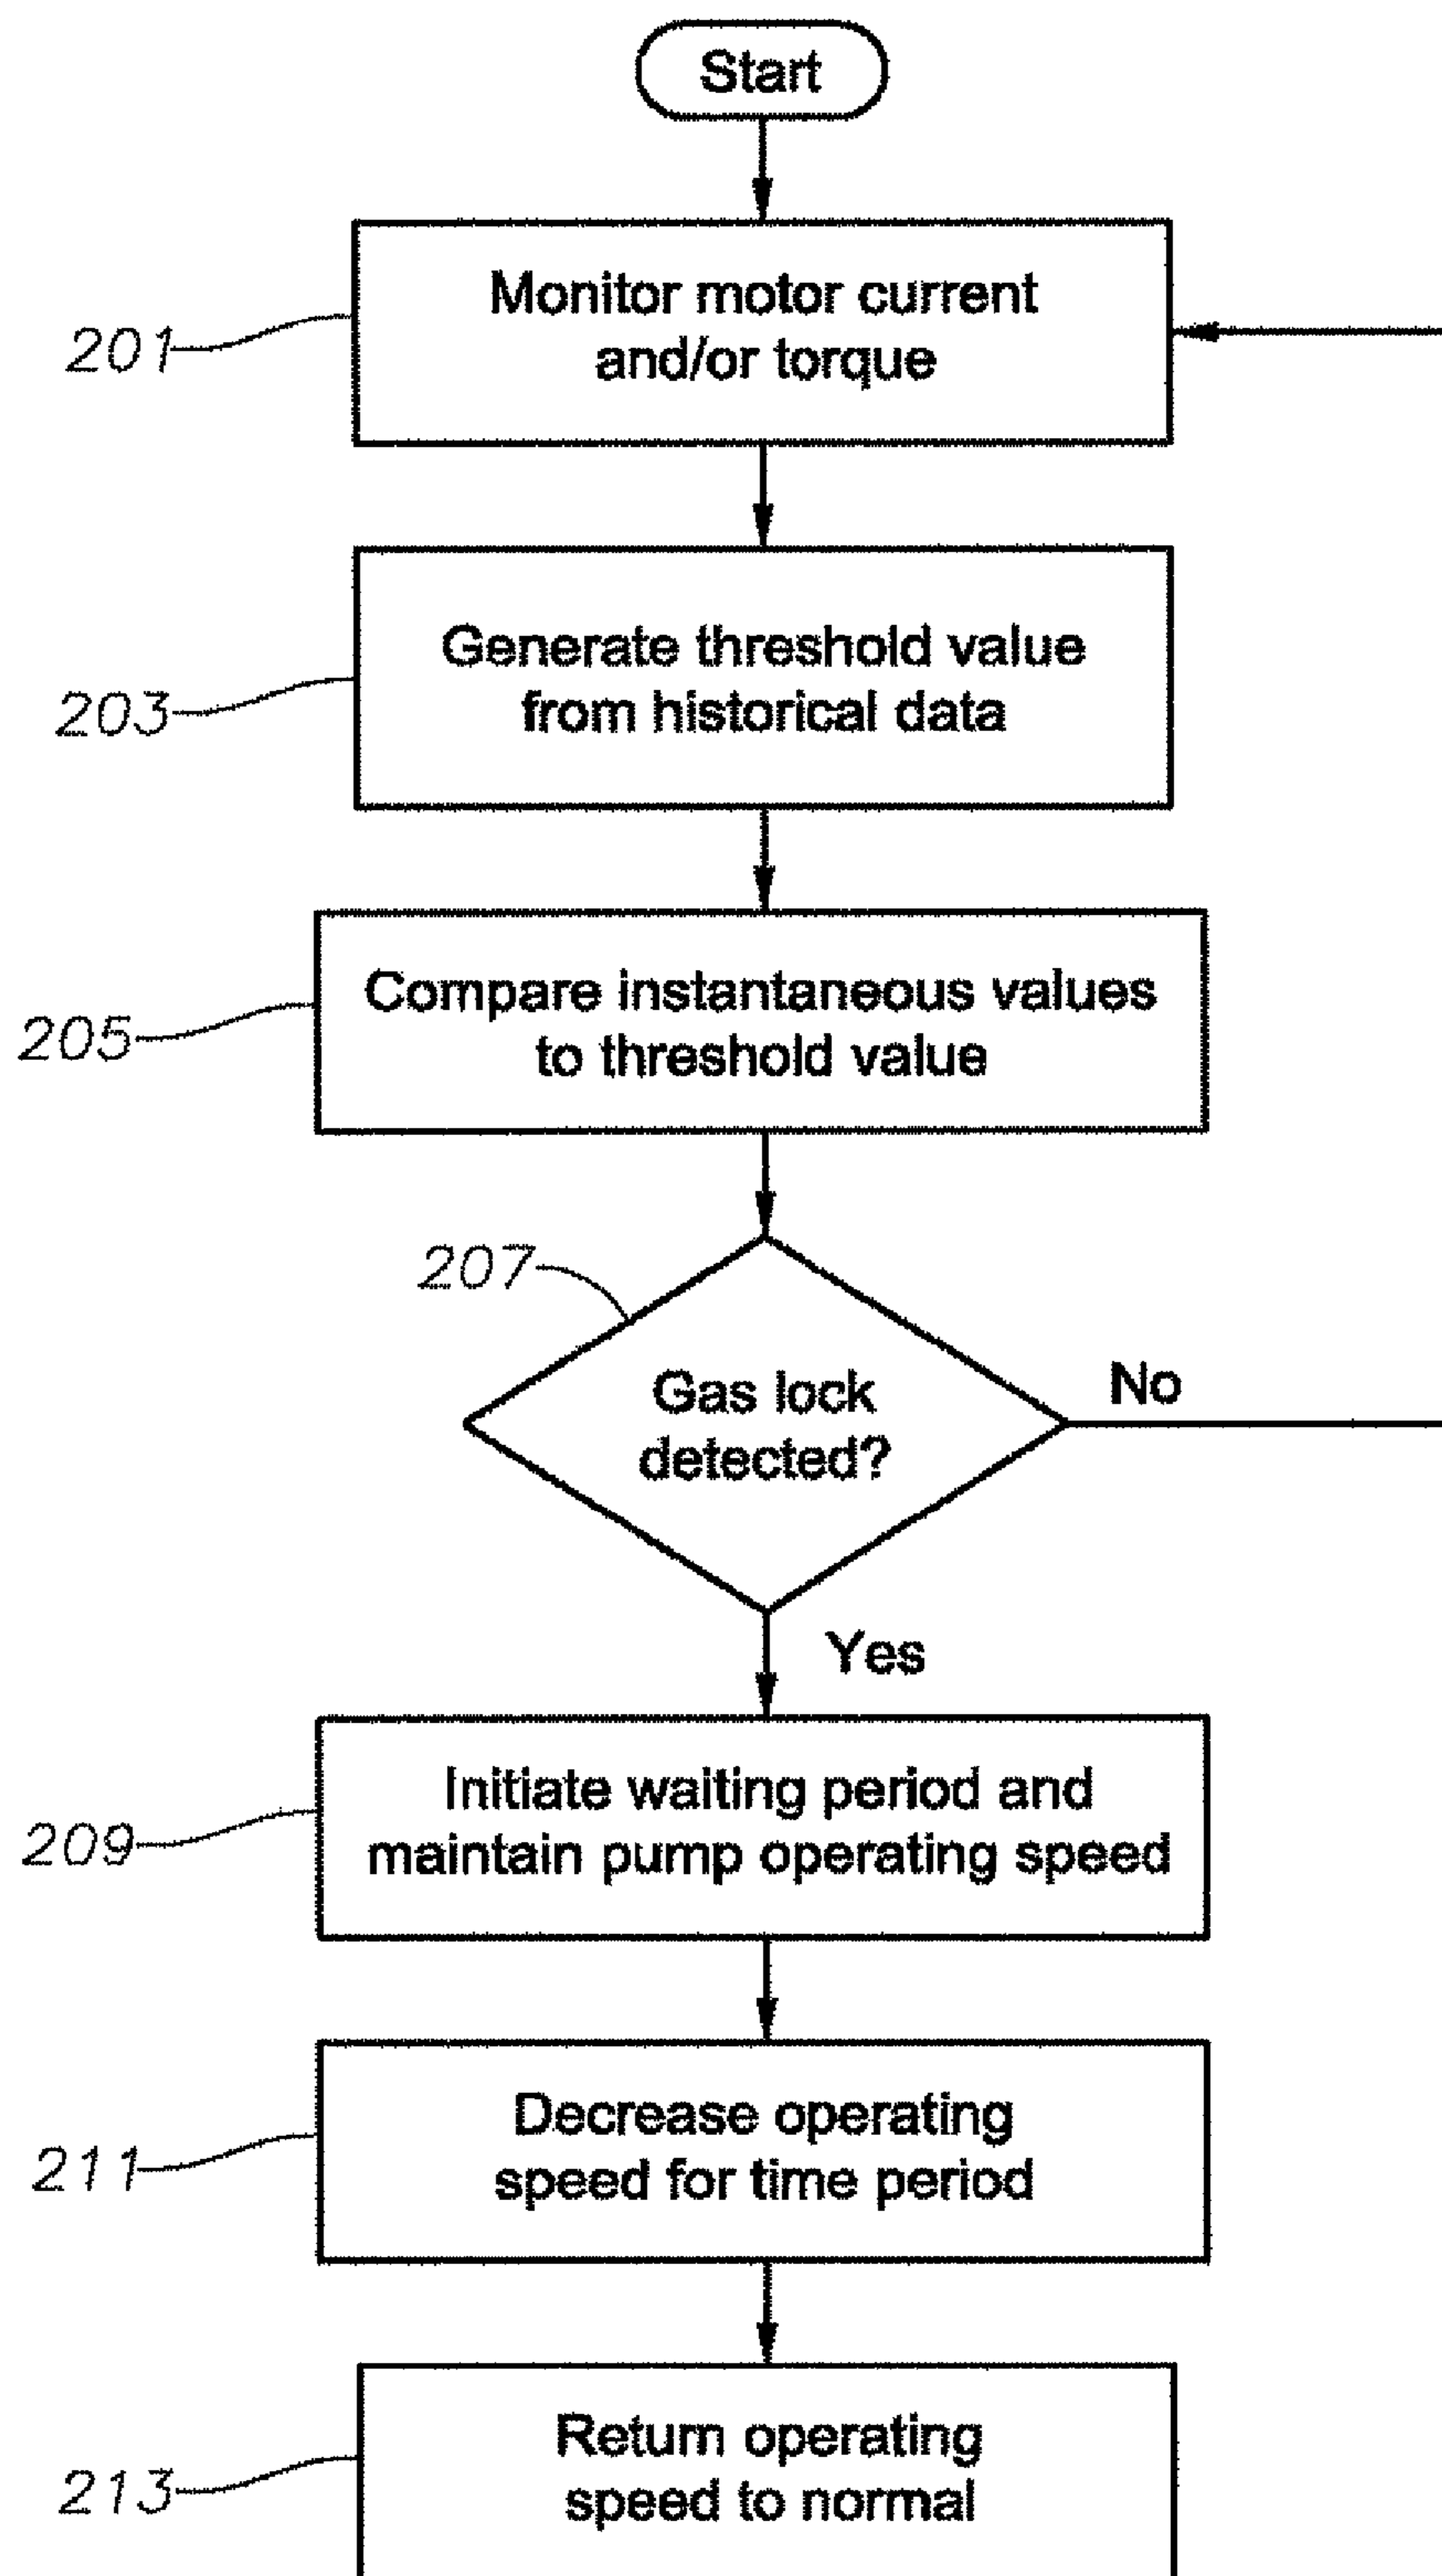 Start
201
Monitor motor current
and/or torque
203
Generate threshold value
from historical data
205
Compare instantaneous values
to threshold value
207
Gas lock
detected?
No
Yes
209
Initiate waiting period and
maintain pump operating speed
211
Decrease operating
speed for time period
213
Return operating
speed to normal